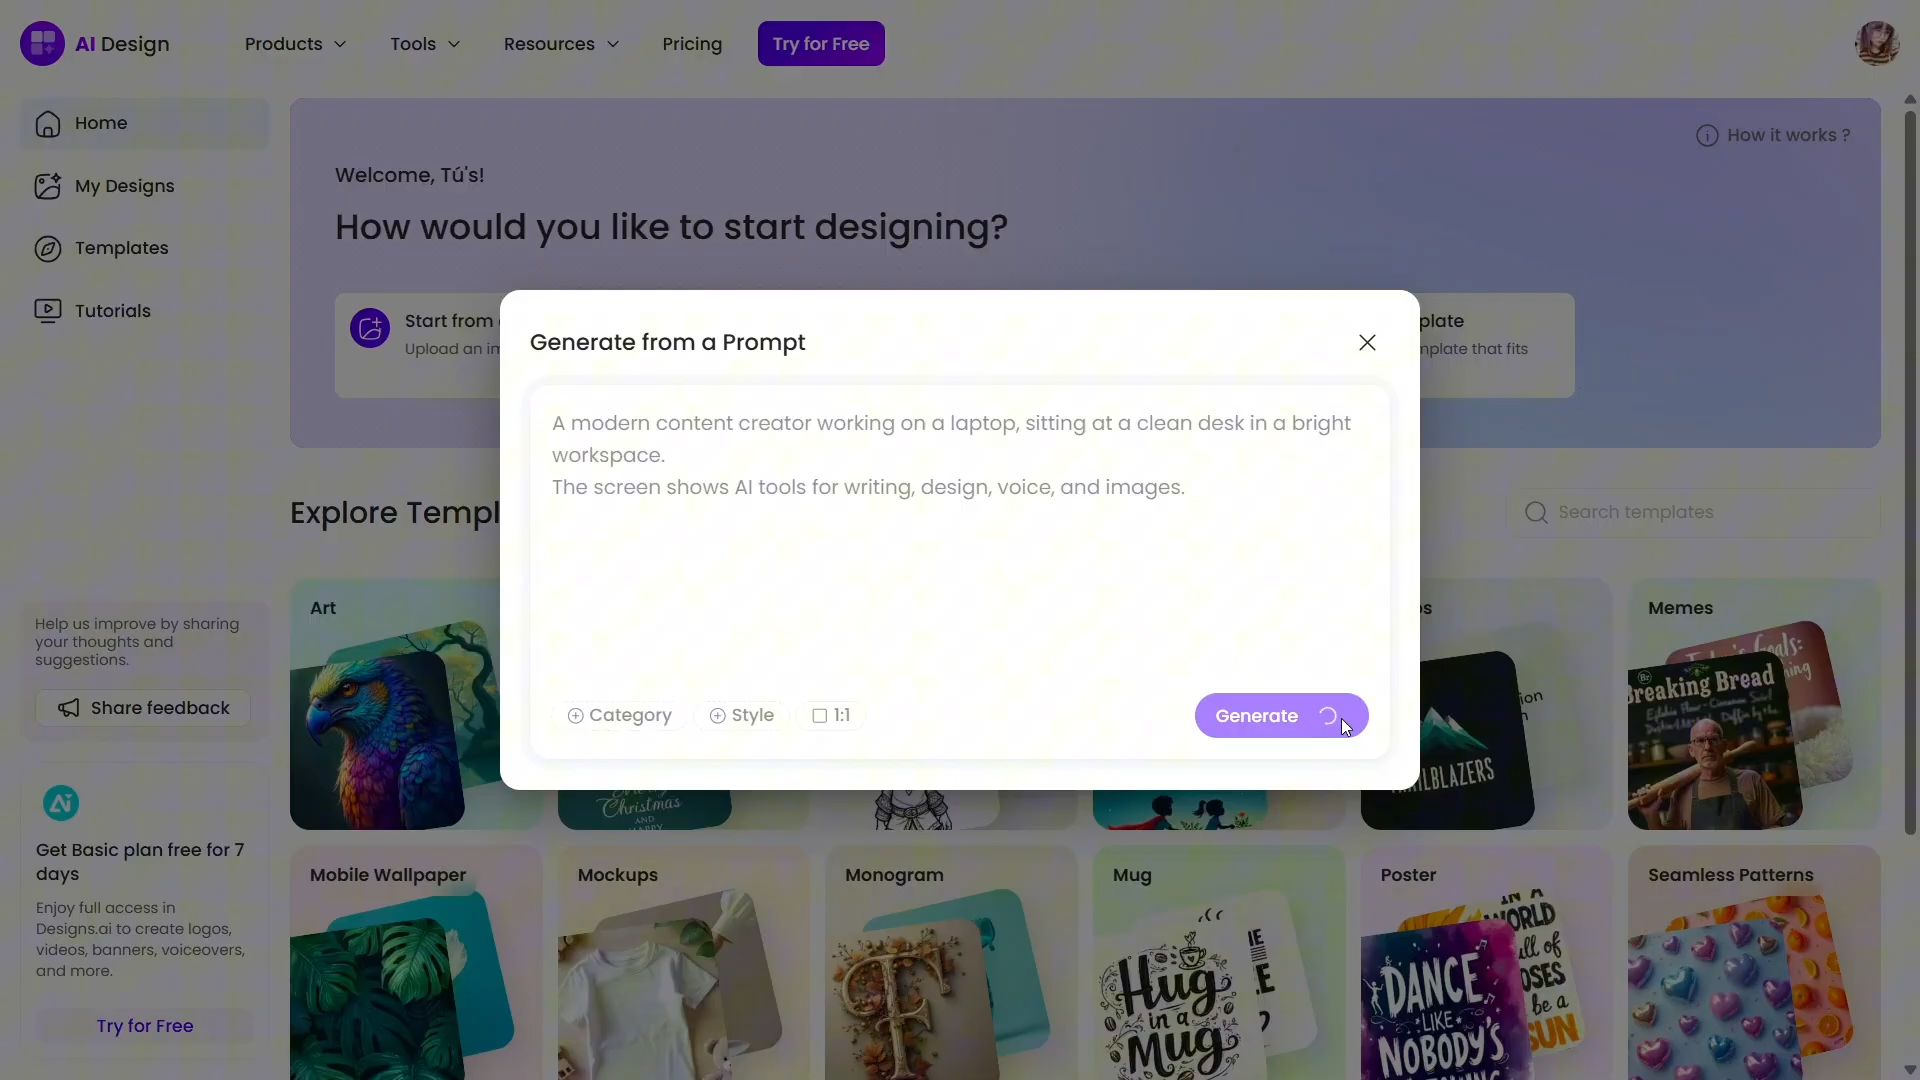 AI Design
Products
Tools
Resources
Pricing
Try for Free
Home
My Designs
Templates
Tutorials
How it works ?
Welcome, Tú's!
How would you like to start designing?
Start from
Upload an
plate
that fits
Generate from a Prompt
A modern content creator working on a laptop, sitting at a clean desk in a bright
workspace.
The screen shows AI tools for writing, design, voice, and images.
Category
Style
1:1
Generate
Explore Templ
Search templates
Help us improve by sharing
your thoughts and
suggestions.
Share feedback
Get Basic plan free for 7
days
Enjoy full access in
Designs.ai to create logos,
videos, banners, voiceovers,
and more.
Try for Free
Art
Christmas
AND
Memes
Breaking Bread
Mobile Wallpaper
Mockups
Monogram
F
Mug
Hug
in a
Mug
Poster
IN A
WORLD
DANCE
LIKE
NOBODY'S
be a
SUN
Seamless Patterns